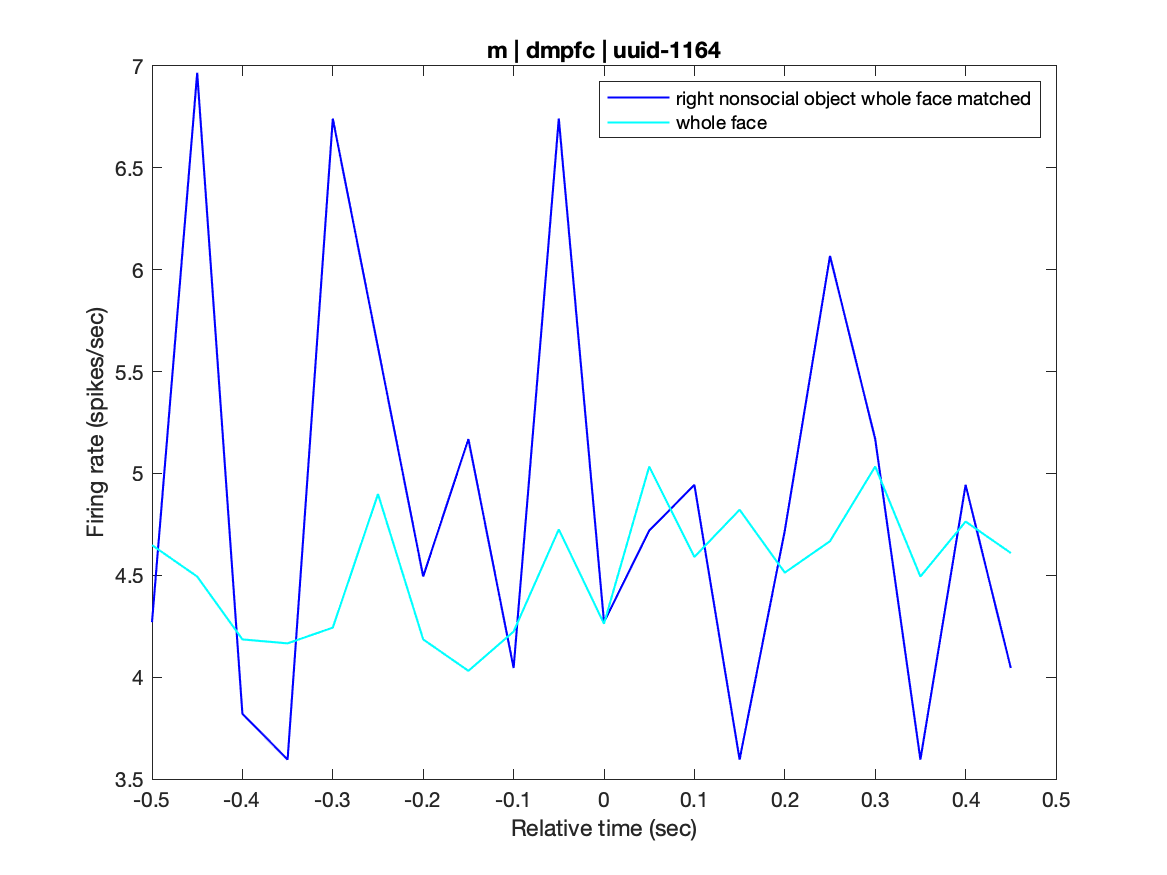 m | dmpfc | uuid-1164
7
right nonsocial object whole face matched
whole face
6.5
6
5.5
5
4.5
4
3.5
Firing rate (spikes/sec)
-0.5 -0.4 -0.3 -0.2 -0.1 0 0.1 0.2 0.3 0.4 0.5
Relative time (sec)